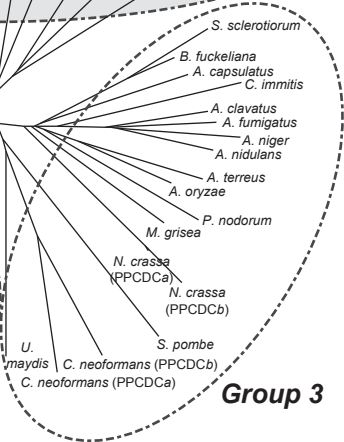 S. sclerotiorum
B. fuckeliana
A. capsulatus
C. immitis
A. clavatus
A. fumigatus
A. niger
A. nidulans
A. terreus
A. oryzae
P. nodorum
M. grisea
N. crassa
(PPCDCa)
N. crassa
(PPCDCb)
S. pombe
U.
maydis
C. neoformans (PPCDCb)
C. neoformans (PPCDCa)
Group 3